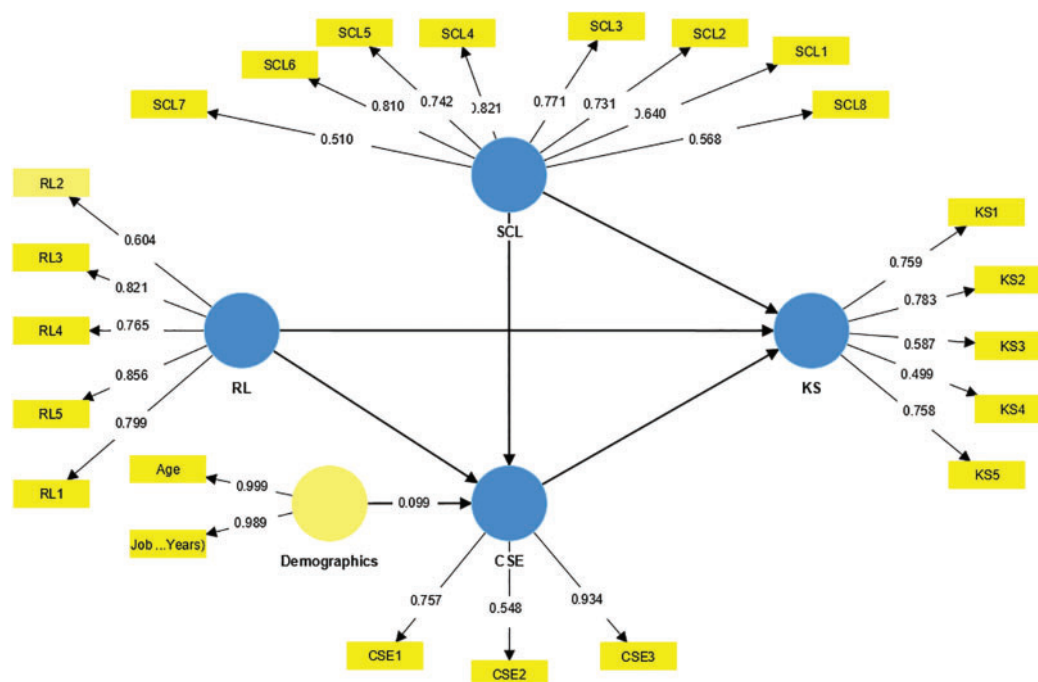 SCL5
SCL4
SCL3
SCL2
SCL1
SCL6
SCL7
SCL8
0.810
0.742
0.821
0.771
0.731
0.640
0.510
0.568
SCL
RL2
RL3
RL4
RL5
RL1
0.604
0.821
0.765
0.856
0.799
RL
KS1
KS2
KS3
KS4
KS5
0.759
0.783
0.587
0.499
0.758
KS
Age
Job ...Years)
0.999
0.989
Demographics
0.099
CSE
0.757
0.548
0.934
CSE1
CSE2
CSE3